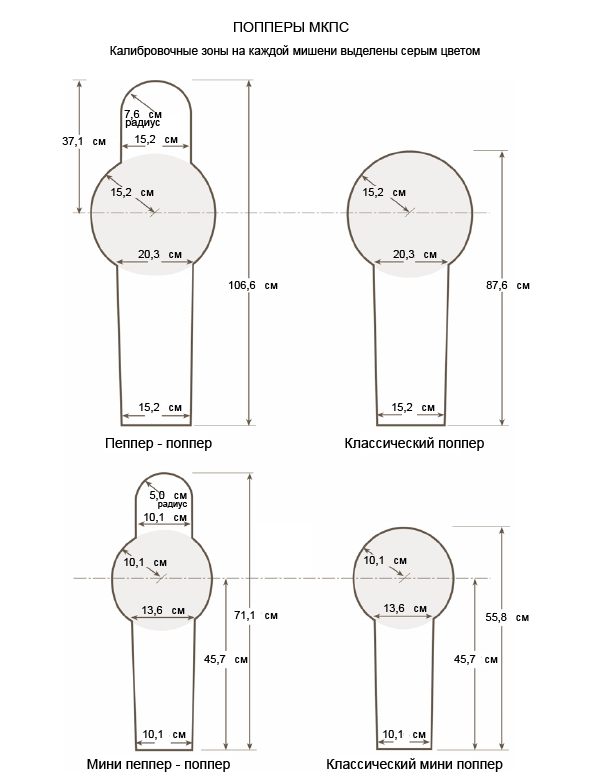 ПОППЕРЫ МКПС
Калибровочные зоны на каждой мишени выделены серым цветом
7,6 см
радиус
37,1 см
15,2 см
15,2 см
15,2 см
20,3 см
20,3 см
106,6 см
87,6 см
15,2 см
15,2 см
Пеппер - поппер
Классический поппер
5,0 см
радиус
10,1 см
10,1 см
10,1 см
13,6 см
13,6 см
71,1 см
55,8 см
45,7 см
45,7 см
10,1 см
10,1 см
Мини пеппер - поппер
Классический мини поппер